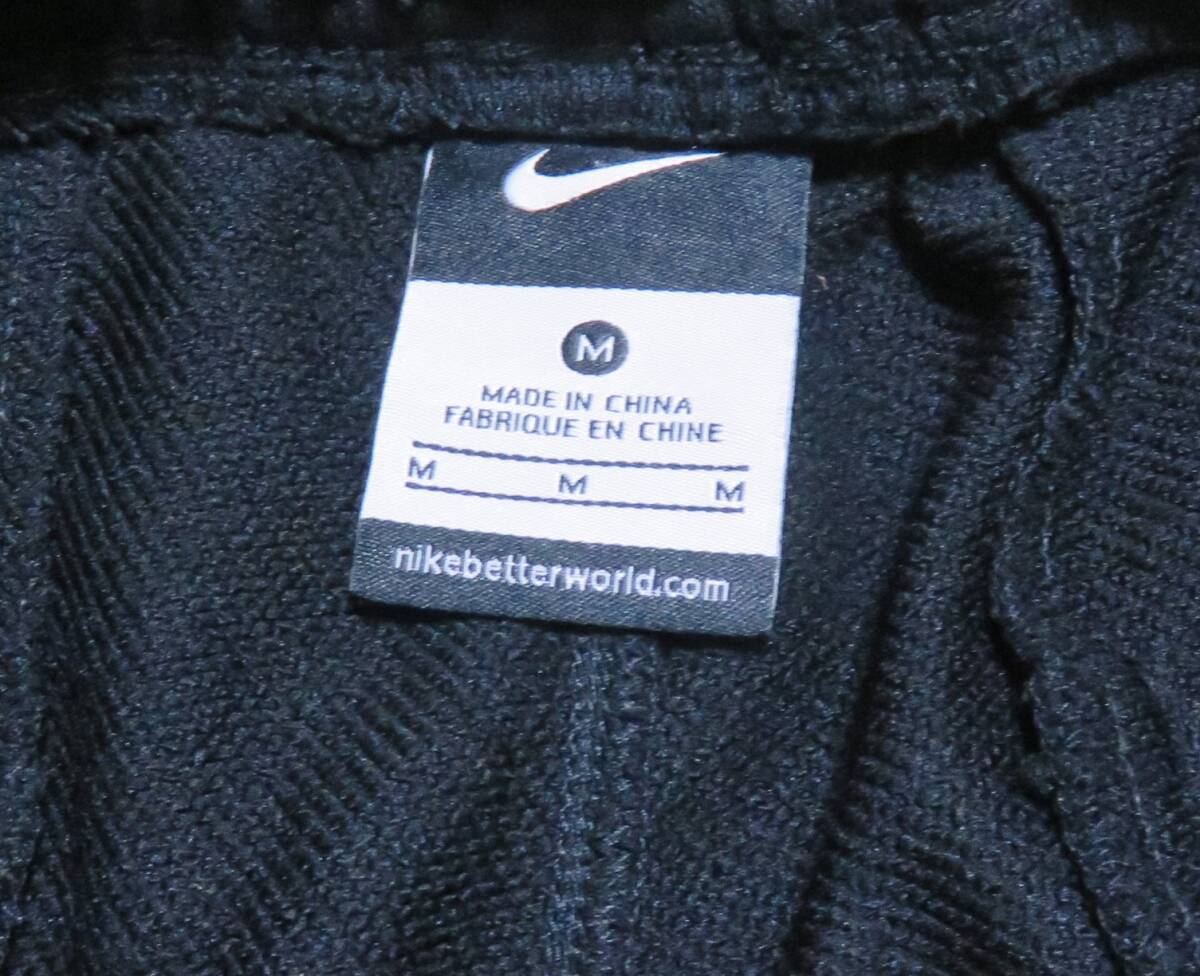 M
MADE IN CHINA
FABRIQUE EN CHINE
M M M
nikebetterworld.com